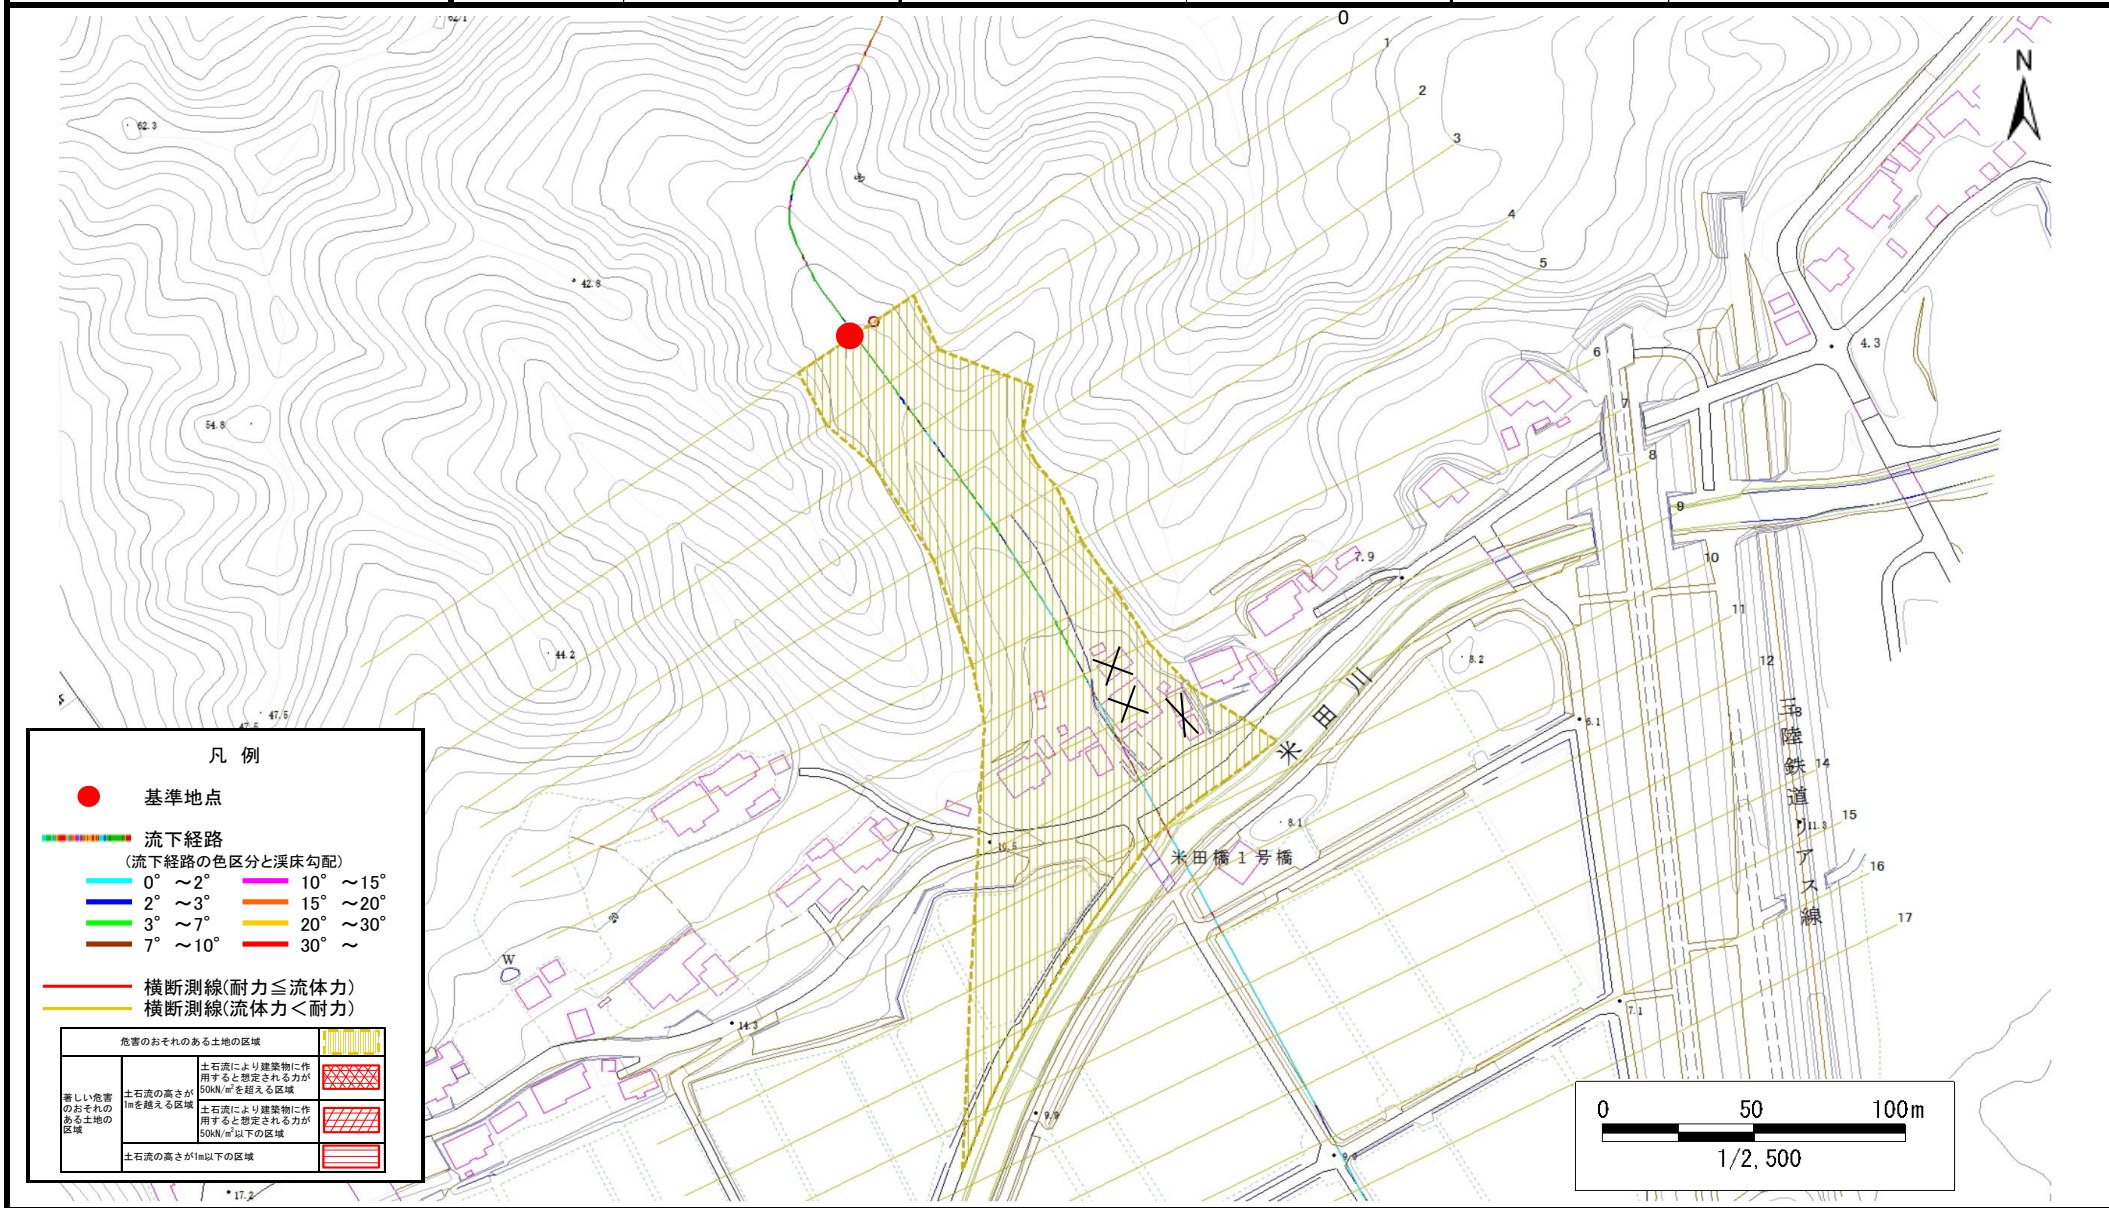 0
1
2
3
4
5
6
7
8
9
10
11
12
13
14
15
16
17
N
62.1
62.3
42.8
54.8
44.2
47.5
47.5
4.3
7.9
8.2
6.1
8.1
11.3
7.1
14.3
9.9
17.2
20
W
米田川
米田橋1号橋
三陸鉄道リアス線
凡 例
基準地点
流下経路
(流下経路の色区分と渓床勾配)
0° ~2° 10° ~15°
2° ~3° 15° ~20°
3° ~7° 20° ~30°
7° ~10° 30° ~
横断測線(耐力≦流体力)
横断測線(流体力<耐力)
危害のおそれのある土地の区域
著しい危害
のおそれの
ある土地の
区域
土石流の高さが
1mを越える区域
土石流により建築物に作
用すると想定される力が
50kN/m²を超える区域
土石流により建築物に作
用すると想定される力が
50kN/m²以下の区域
土石流の高さが1m以下の区域
0 50 100m
1/2,500